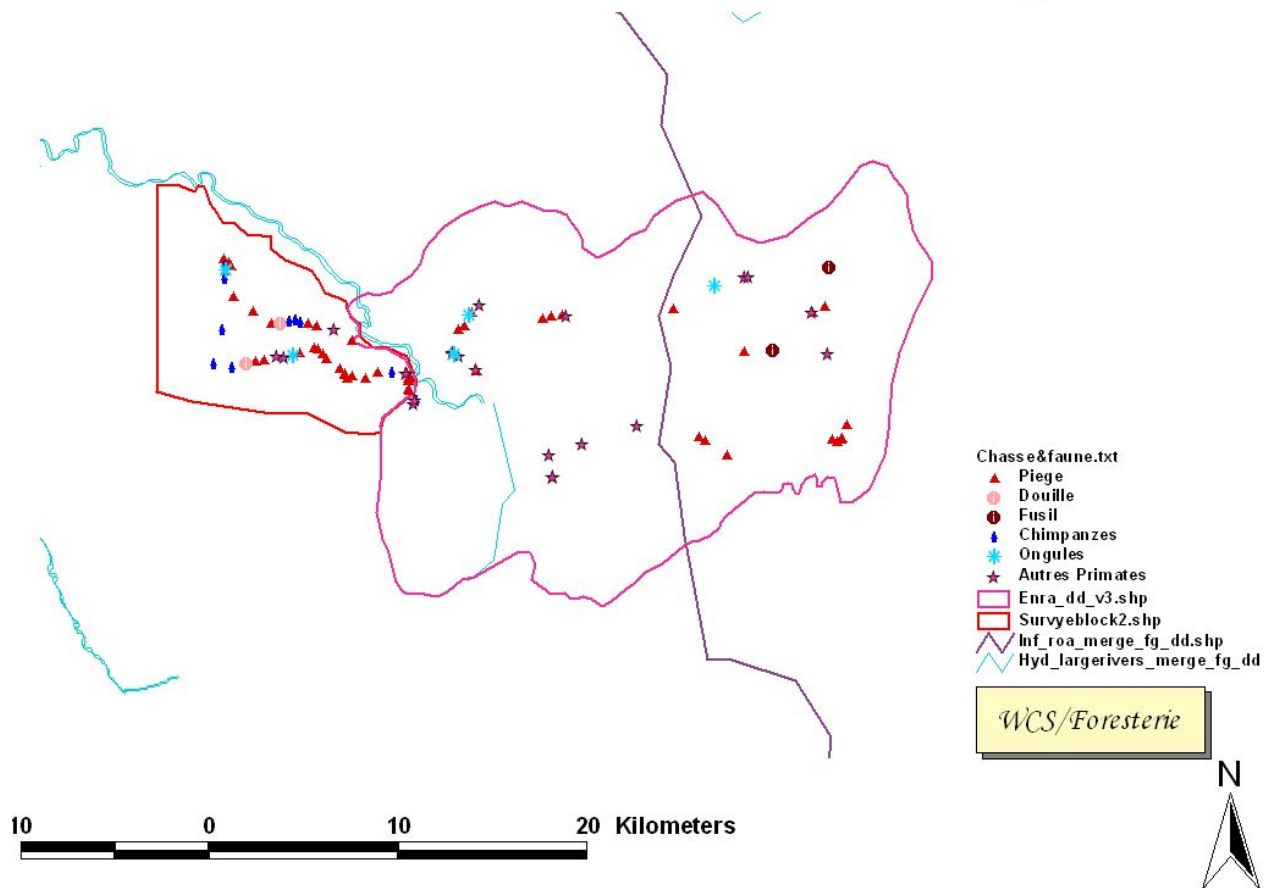 Chasse&faune.txt
Piege
Douille
Fusil
Chimpanzes
Ongules
Autres Primates
Enra_dd_v3.shp
Survyeblock2.shp
Inf_roa_merge_fg_dd.shp
Hyd_largerivers_merge_fg_dd
WCS/Foresterie
N
10 0 10 20 Kilometers